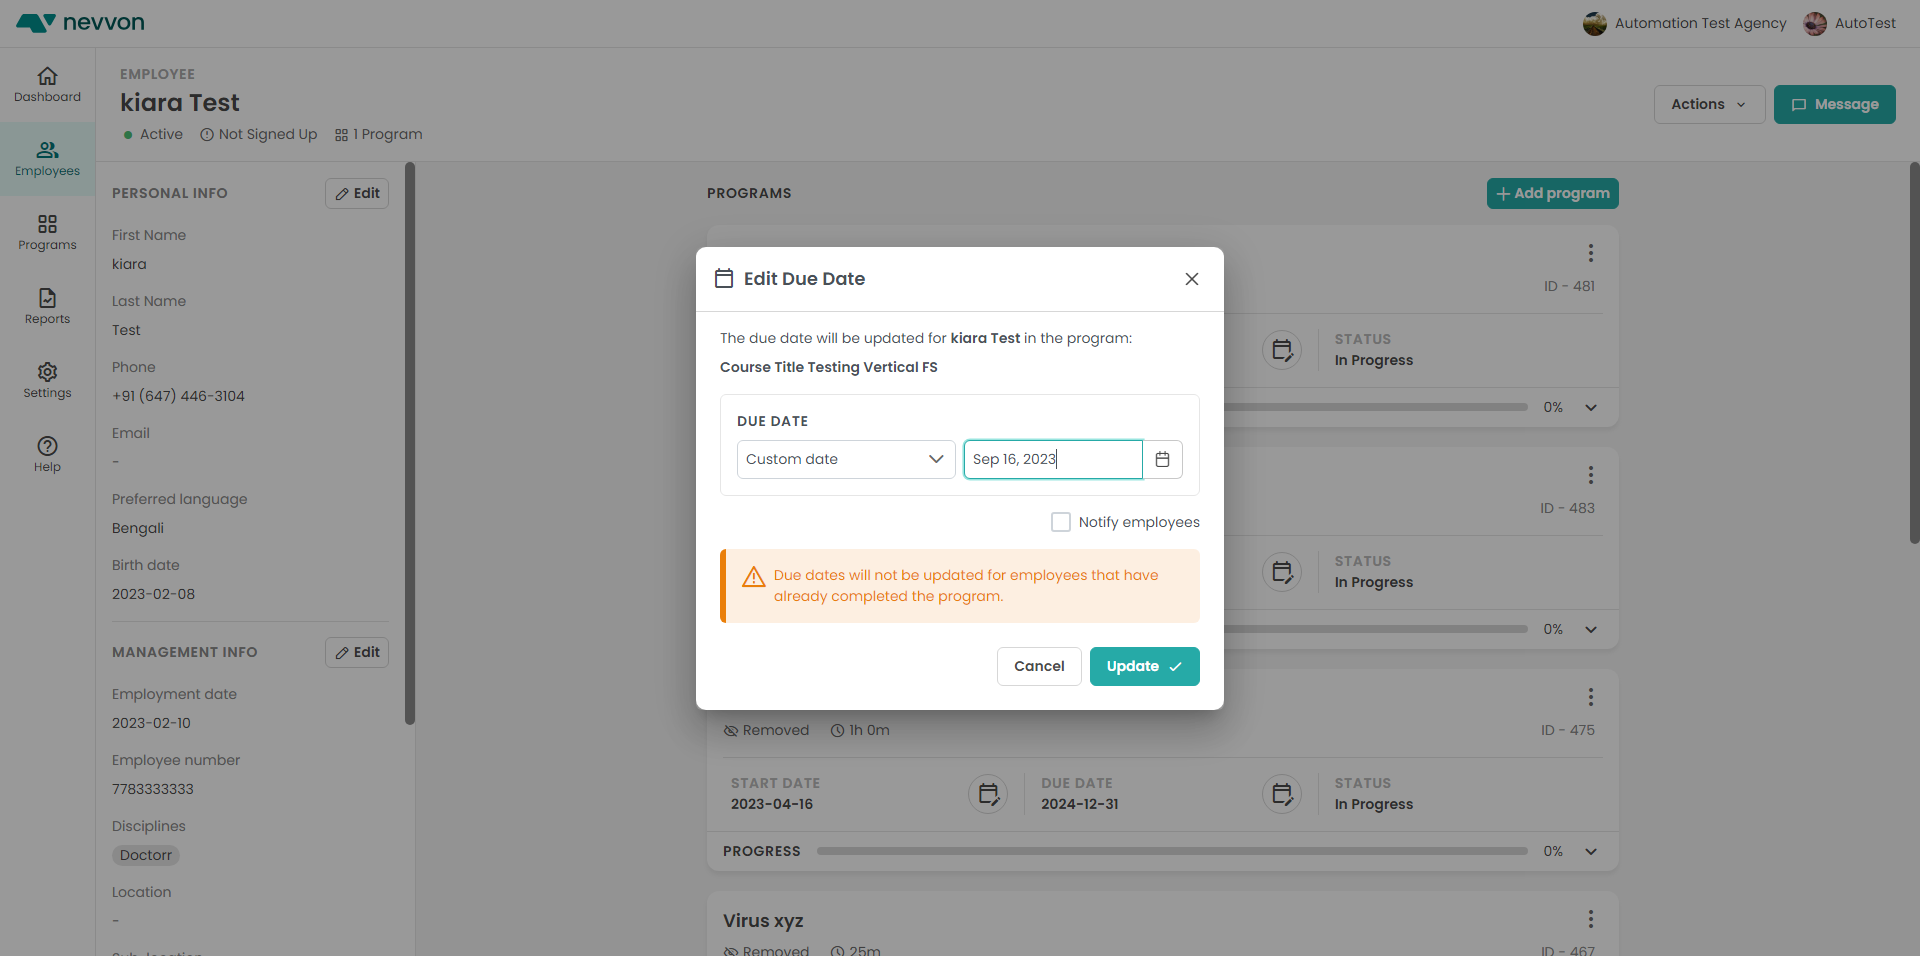 nevvon
Automation Test Agency
AutoTest
Dashboard
Employees
Programs
Reports
Settings
Help
EMPLOYEE
kiara Test
Active
Not Signed Up
1 Program
Actions
Message
PERSONAL INFO
Edit
First Name
kiara
Last Name
Test
Phone
+91 (647) 446-3104
Email
-
Preferred language
Bengali
Birth date
2023-02-08
MANAGEMENT INFO
Edit
Employment date
2023-02-10
Employee number
7783333333
Disciplines
Doctorr
Location
-
PROGRAMS
Add program
ID - 481
STATUS
In Progress
0%
ID - 483
STATUS
In Progress
0%
Edit Due Date
The due date will be updated for kiara Test in the program:
Course Title Testing Vertical FS
DUE DATE
Custom date
Sep 16, 2023
Notify employees
Due dates will not be updated for employees that have
already completed the program.
Cancel
Update
Removed
1h 0m
ID - 475
START DATE
2023-04-16
DUE DATE
2024-12-31
STATUS
In Progress
PROGRESS
0%
Virus xyz
Removed
25m
ID - 467